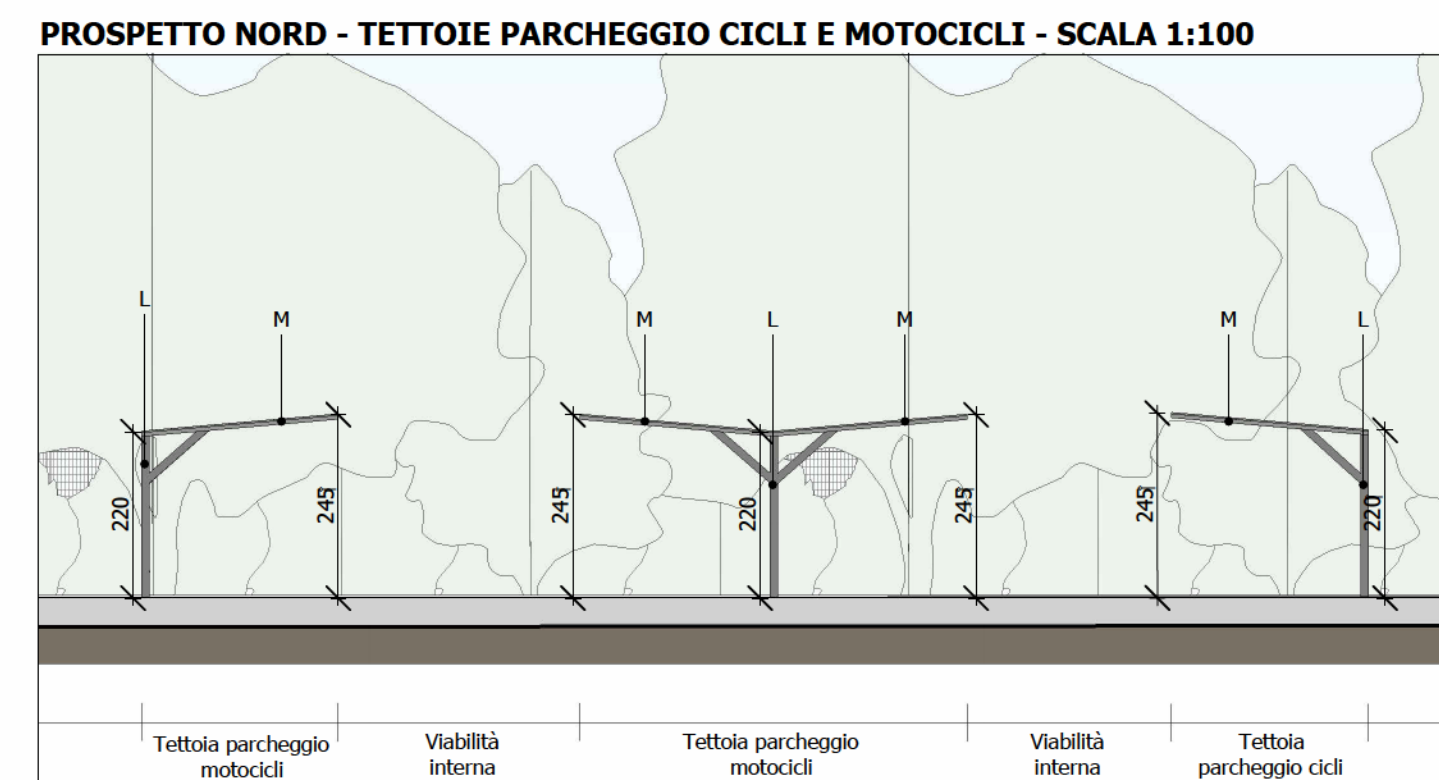 PROSPETTO NORD - TETTOIE PARCHEGGIO CICLI E MOTOCICLI - SCALA 1:100
L
M
M
L
M
M
L
220
245
245
220
245
245
220
Tettoia parcheggio
motocicli
Viabilità
interna
Tettoia parcheggio
motocicli
Viabilità
interna
Tettoia
parcheggio cicli